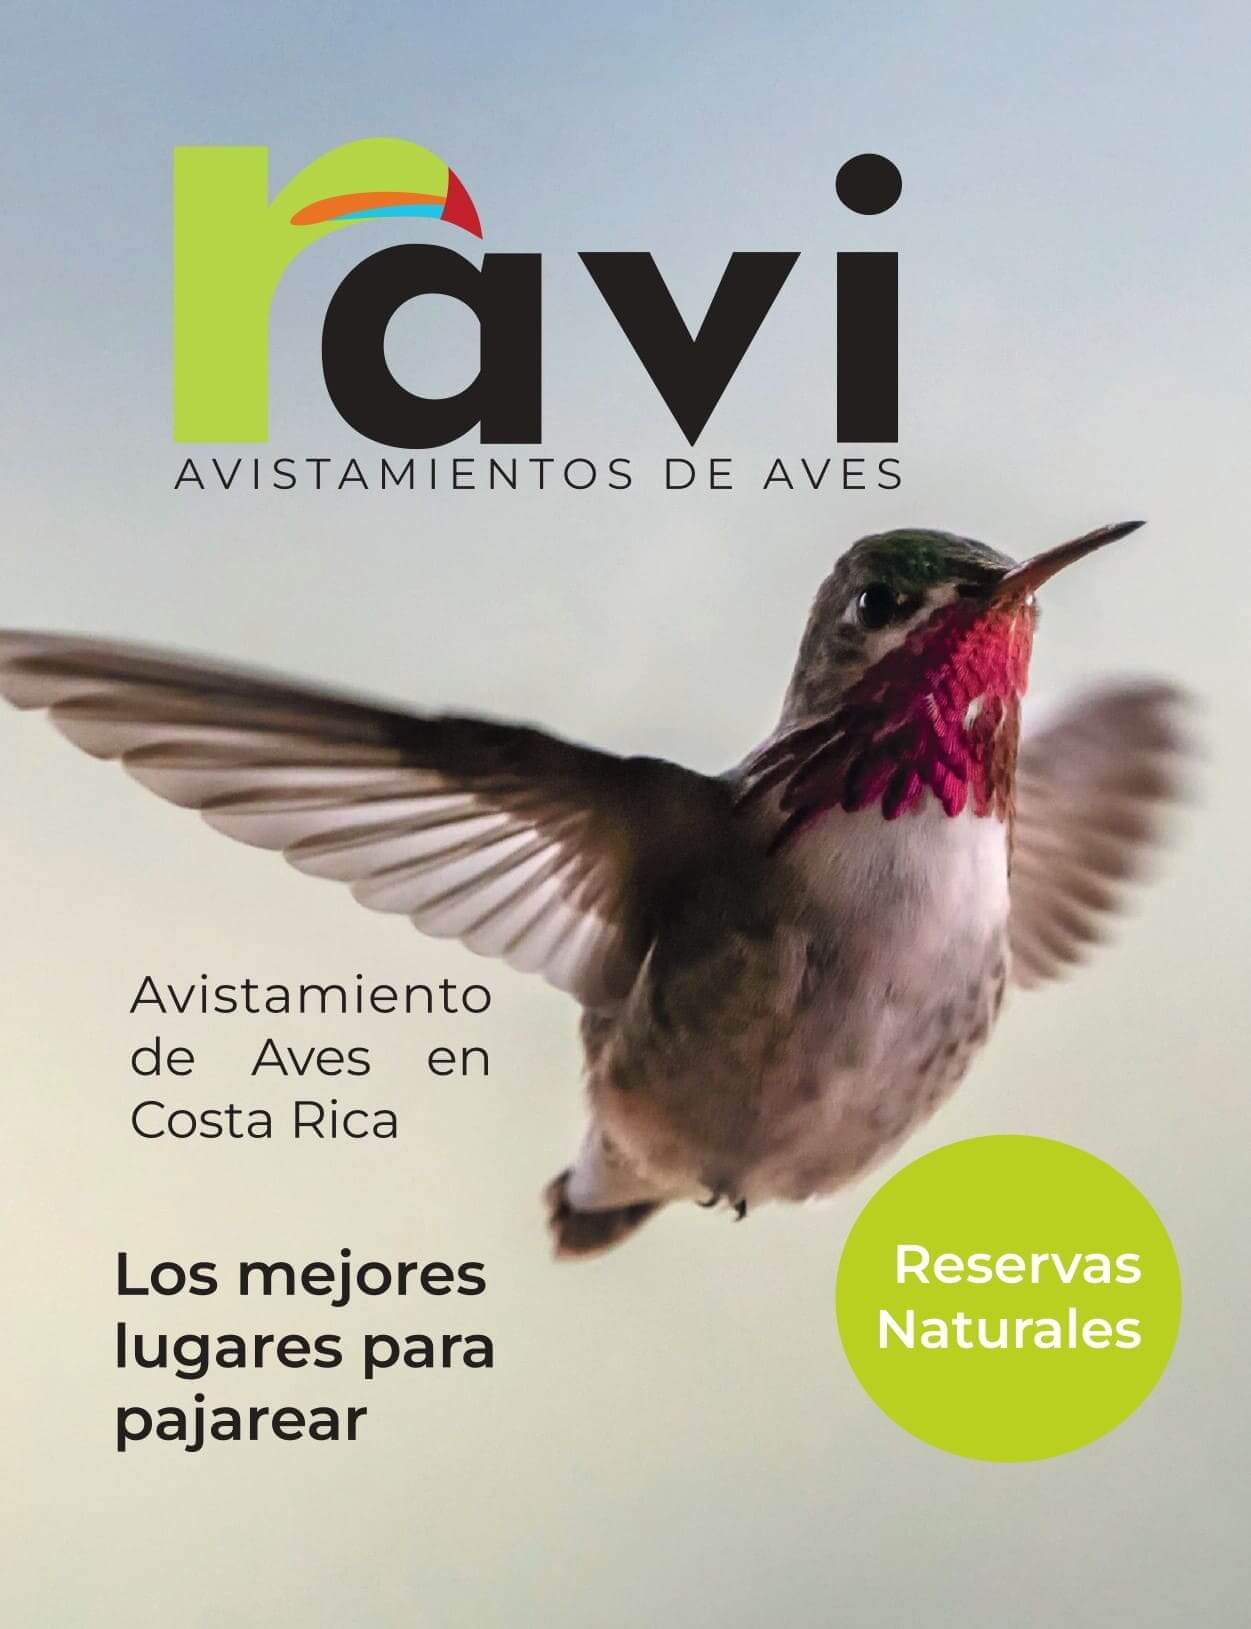 ravi
AVISTAMIENTOS DE AVES
Avistamiento
de Aves en
Costa Rica
Los mejores
lugares para
pajarear
Reservas
Naturales